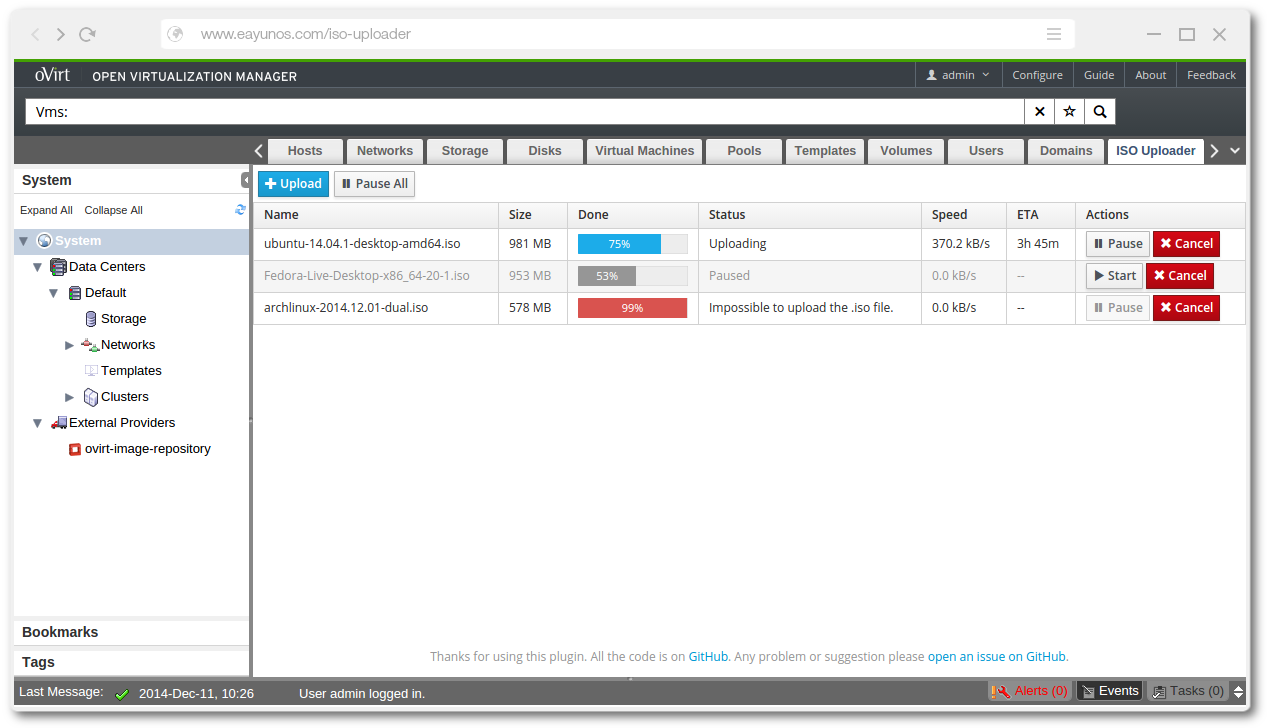 www.eayunos.com/iso-uploader
oVirt OPEN VIRTUALIZATION MANAGER admin Configure Guide About Feedback
Vms:
Hosts Networks Storage Disks Virtual Machines Pools Templates Volumes Users Domains ISO Uploader
System
Upload Pause All
Expand All Collapse All
Name Size Done Status Speed ETA Actions
System
ubuntu-14.04.1-desktop-amd64.iso 981 MB 75% Uploading 370.2 kB/s 3h 45m Pause Cancel
Data Centers
Fedora-Live-Desktop-x86_64-20-1.iso 953 MB 53% Paused 0.0 kB/s -- Start Cancel
Default
archlinux-2014.12.01-dual.iso 578 MB 99% Impossible to upload the .iso file. 0.0 kB/s -- Pause Cancel
Storage
Networks
Templates
Clusters
External Providers
ovirt-image-repository
Bookmarks
Thanks for using this plugin. All the code is on GitHub. Any problem or suggestion please open an issue on GitHub.
Tags
Last Message: 2014-Dec-11, 10:26 User admin logged in. Alerts (0) Events Tasks (0)